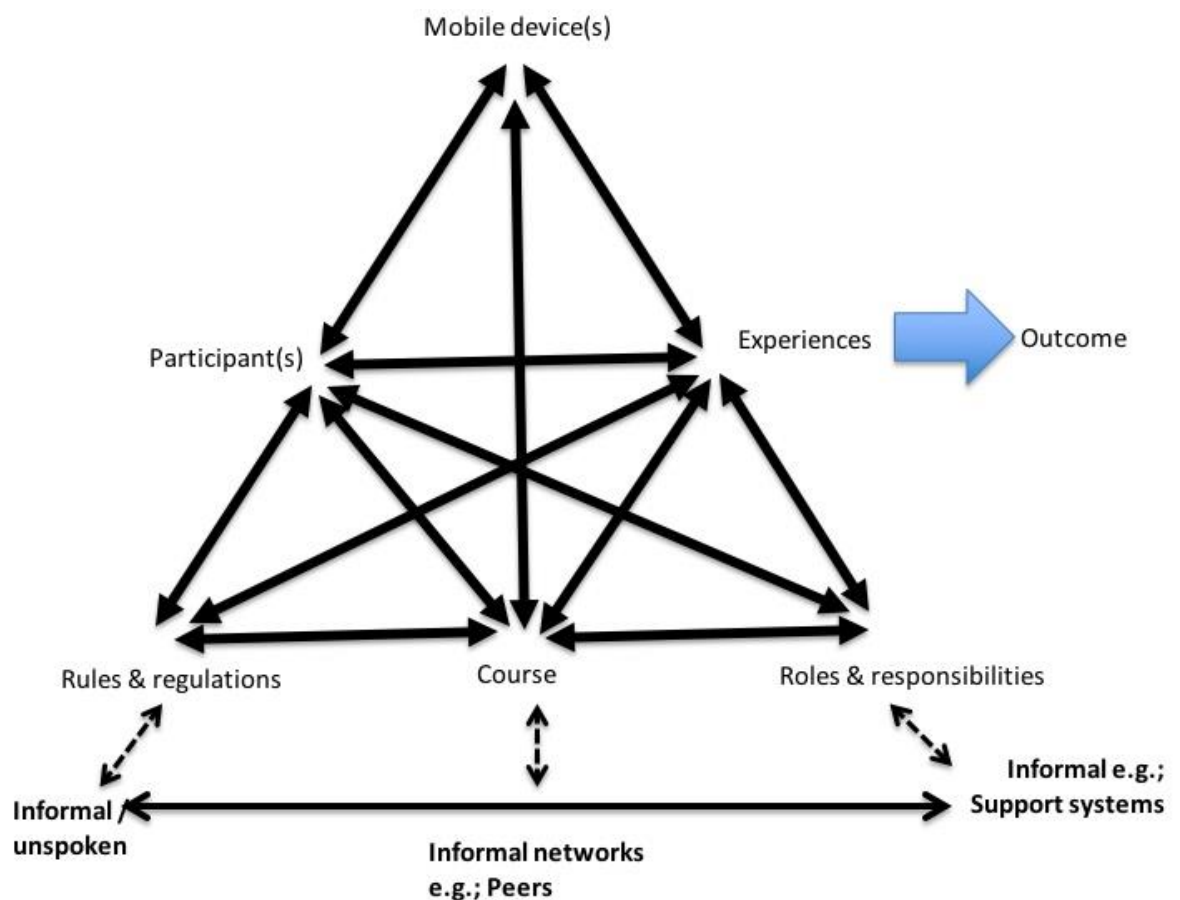 Mobile device(s)
Participant(s)
Experiences
Outcome
Rules & regulations
Course
Roles & responsibilities
Informal /
unspoken
Informal e.g.;
Support systems
Informal networks
e.g.; Peers